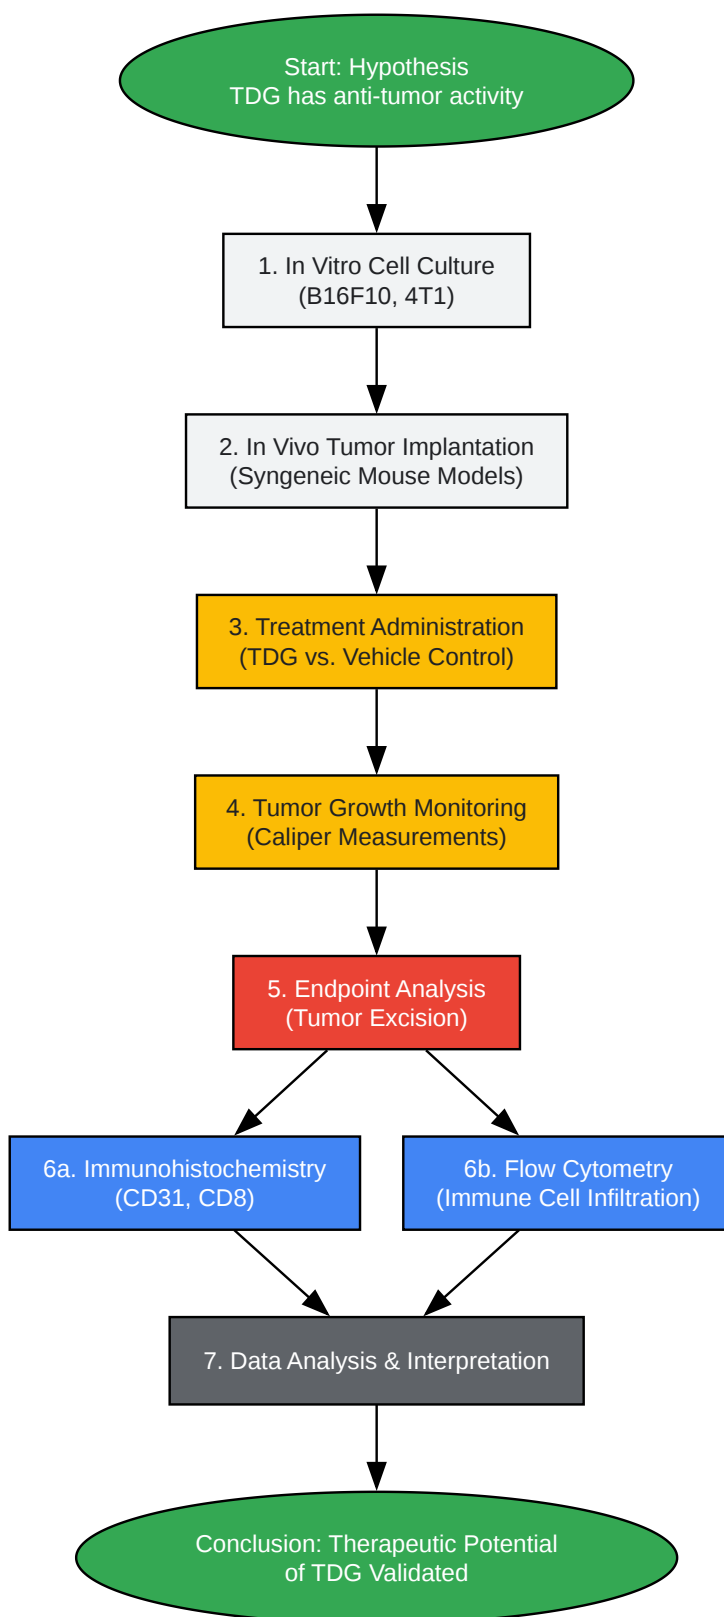 Start: Hypothesis
TDG has anti-tumor activity
1. In Vitro Cell Culture
(B16F10, 4T1)
2. In Vivo Tumor Implantation
(Syngeneic Mouse Models)
3. Treatment Administration
(TDG vs. Vehicle Control)
4. Tumor Growth Monitoring
(Caliper Measurements)
5. Endpoint Analysis
(Tumor Excision)
6a. Immunohistochemistry
(CD31, CD8)
6b. Flow Cytometry
(Immune Cell Infiltration)
7. Data Analysis & Interpretation
Conclusion: Therapeutic Potential
of TDG Validated